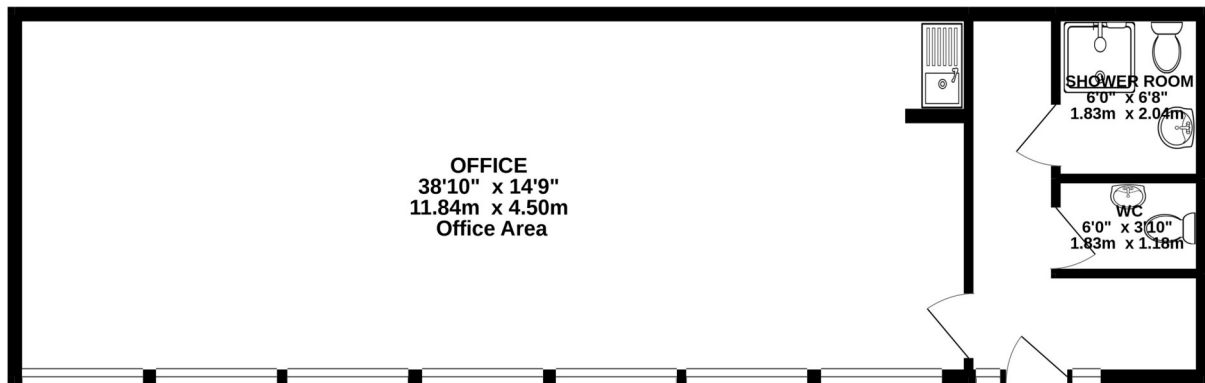 OFFICE
38'10" x 14'9"
11.84m x 4.50m
Office Area
SHOWER ROOM
6'0" x 6'8"
1.83m x 2.04m
WC
6'0" x 3'10"
1.83m x 1.18m